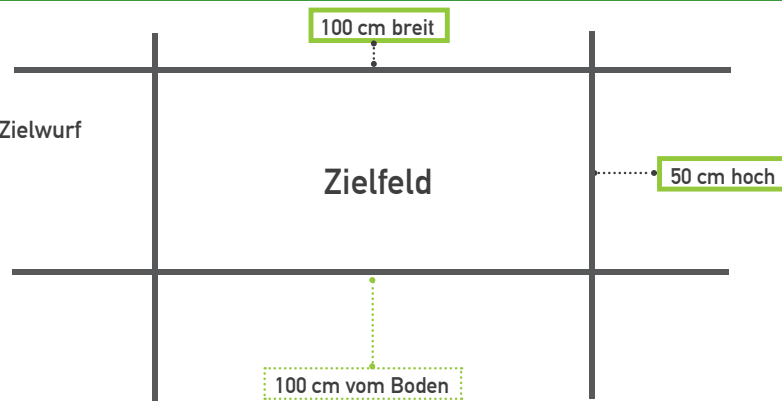 100 cm breit
Zielwurf
Zielfeld
50 cm hoch
100 cm vom Boden